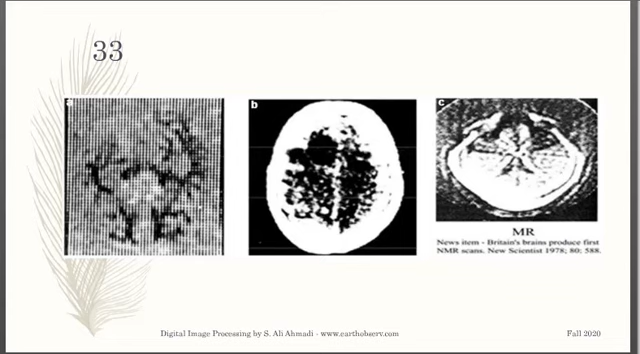 33
a
b
c
MR
News item - Britain's brains produce first
NMR scans. New Scientist 1978; 80: 588.
Digital Image Processing by S. Ali Ahmadi - www.earthobserv.com
Fall 2020